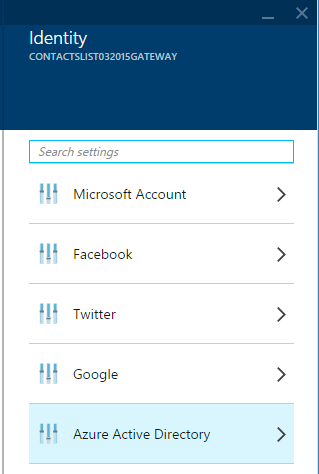 Identity
CONTACTSLIST032015GATEWAY
Search settings
Microsoft Account
Facebook
Twitter
Google
Azure Active Directory